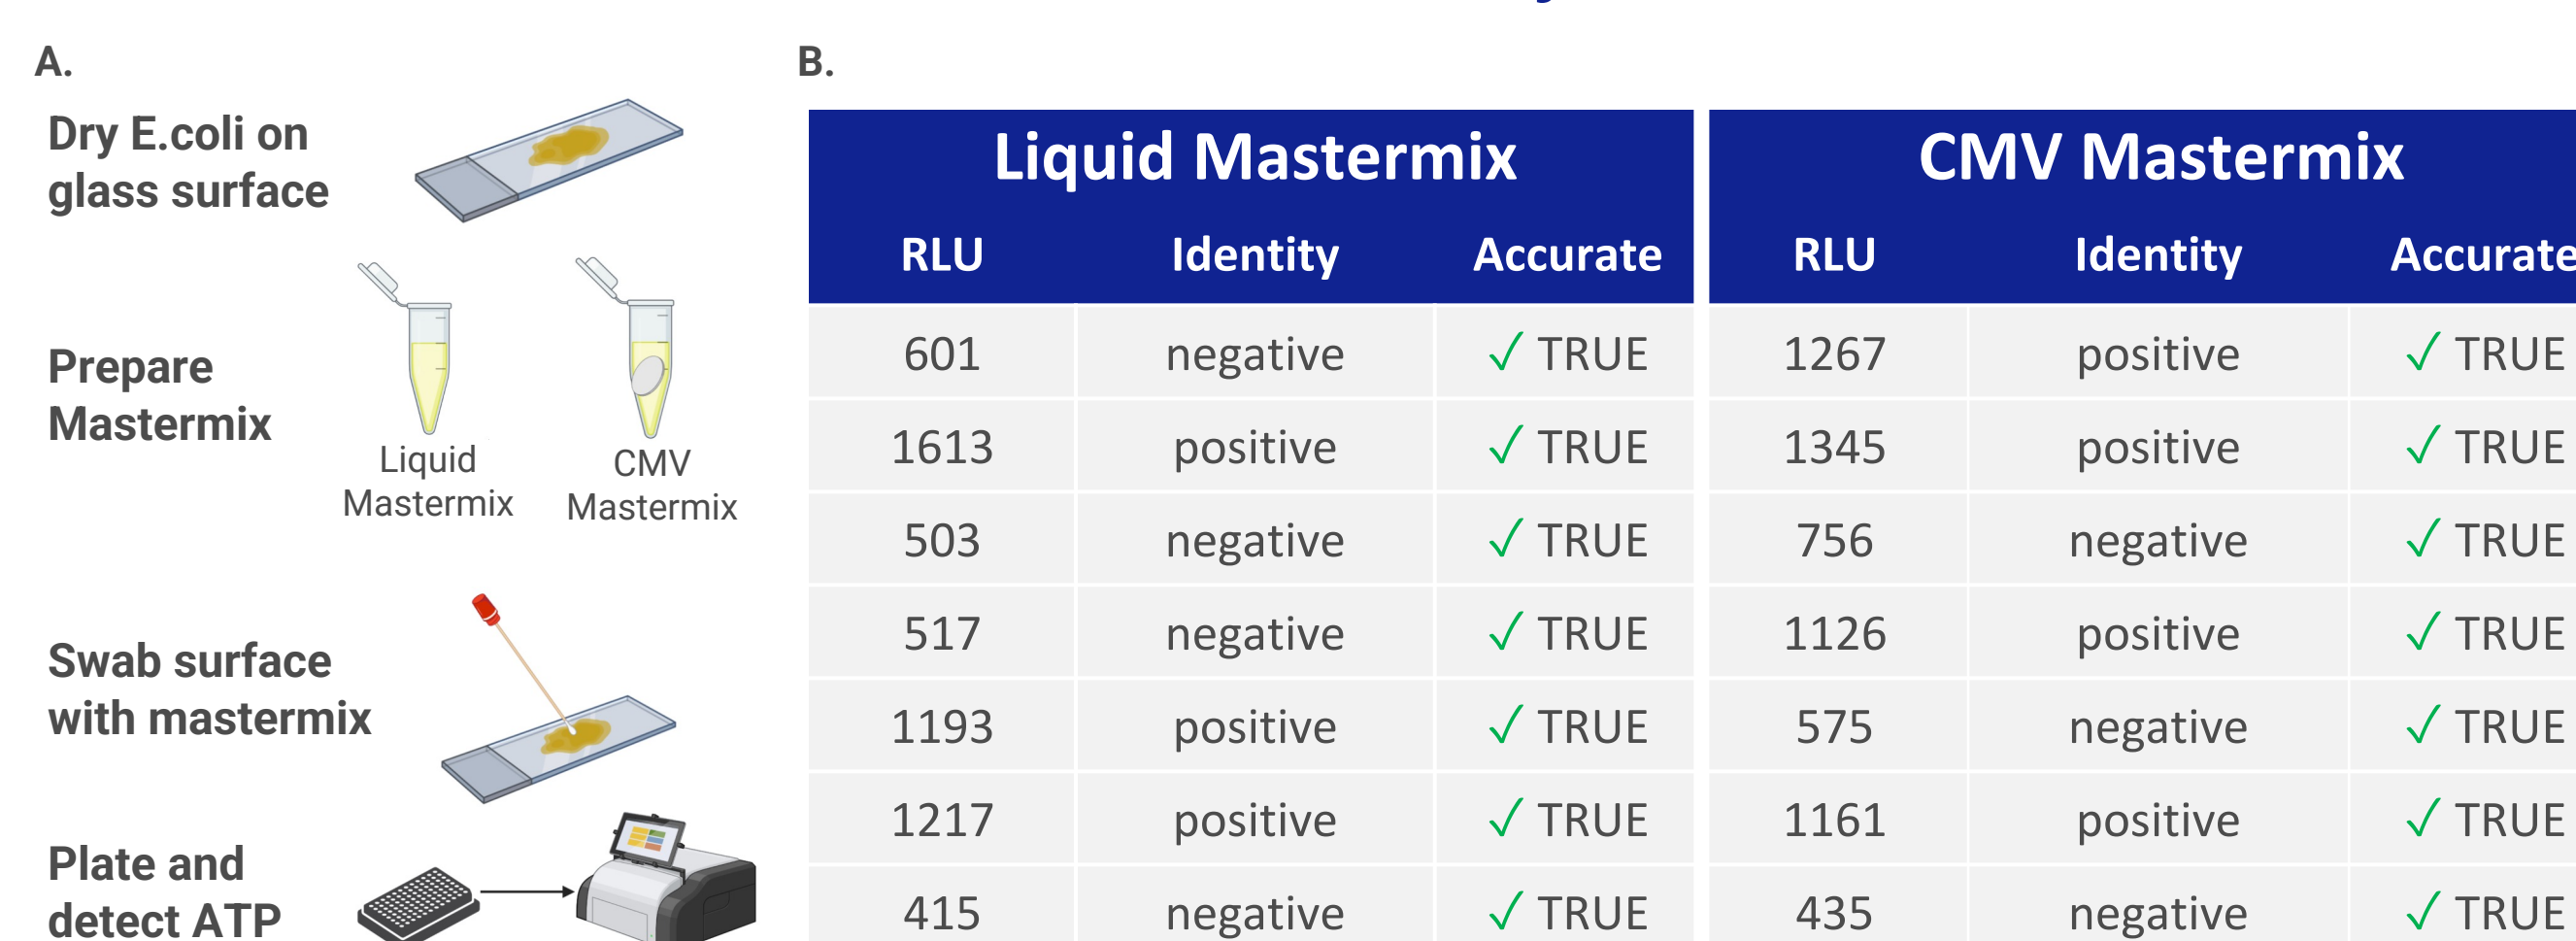 A.
Dry E.coli on
glass surface
Prepare
Mastermix
Liquid
Mastermix
CMV
Mastermix
Swab surface
with mastermix
Plate and
detect ATP
B.
Liquid Mastermix
RLU Identity Accurate
601 negative ✓ TRUE
1613 positive ✓ TRUE
503 negative ✓ TRUE
517 negative ✓ TRUE
1193 positive ✓ TRUE
1217 positive ✓ TRUE
415 negative ✓ TRUE
CMV Mastermix
RLU Identity Accurate
1267 positive ✓ TRUE
1345 positive ✓ TRUE
756 negative ✓ TRUE
1126 positive ✓ TRUE
575 negative ✓ TRUE
1161 positive ✓ TRUE
435 negative ✓ TRUE